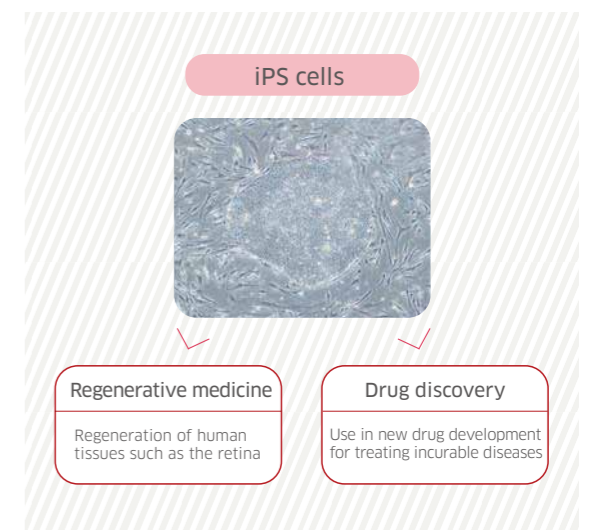 iPS cells
Regenerative medicine
Regeneration of human
tissues such as the retina
Drug discovery
Use in new drug development
for treating incurable diseases